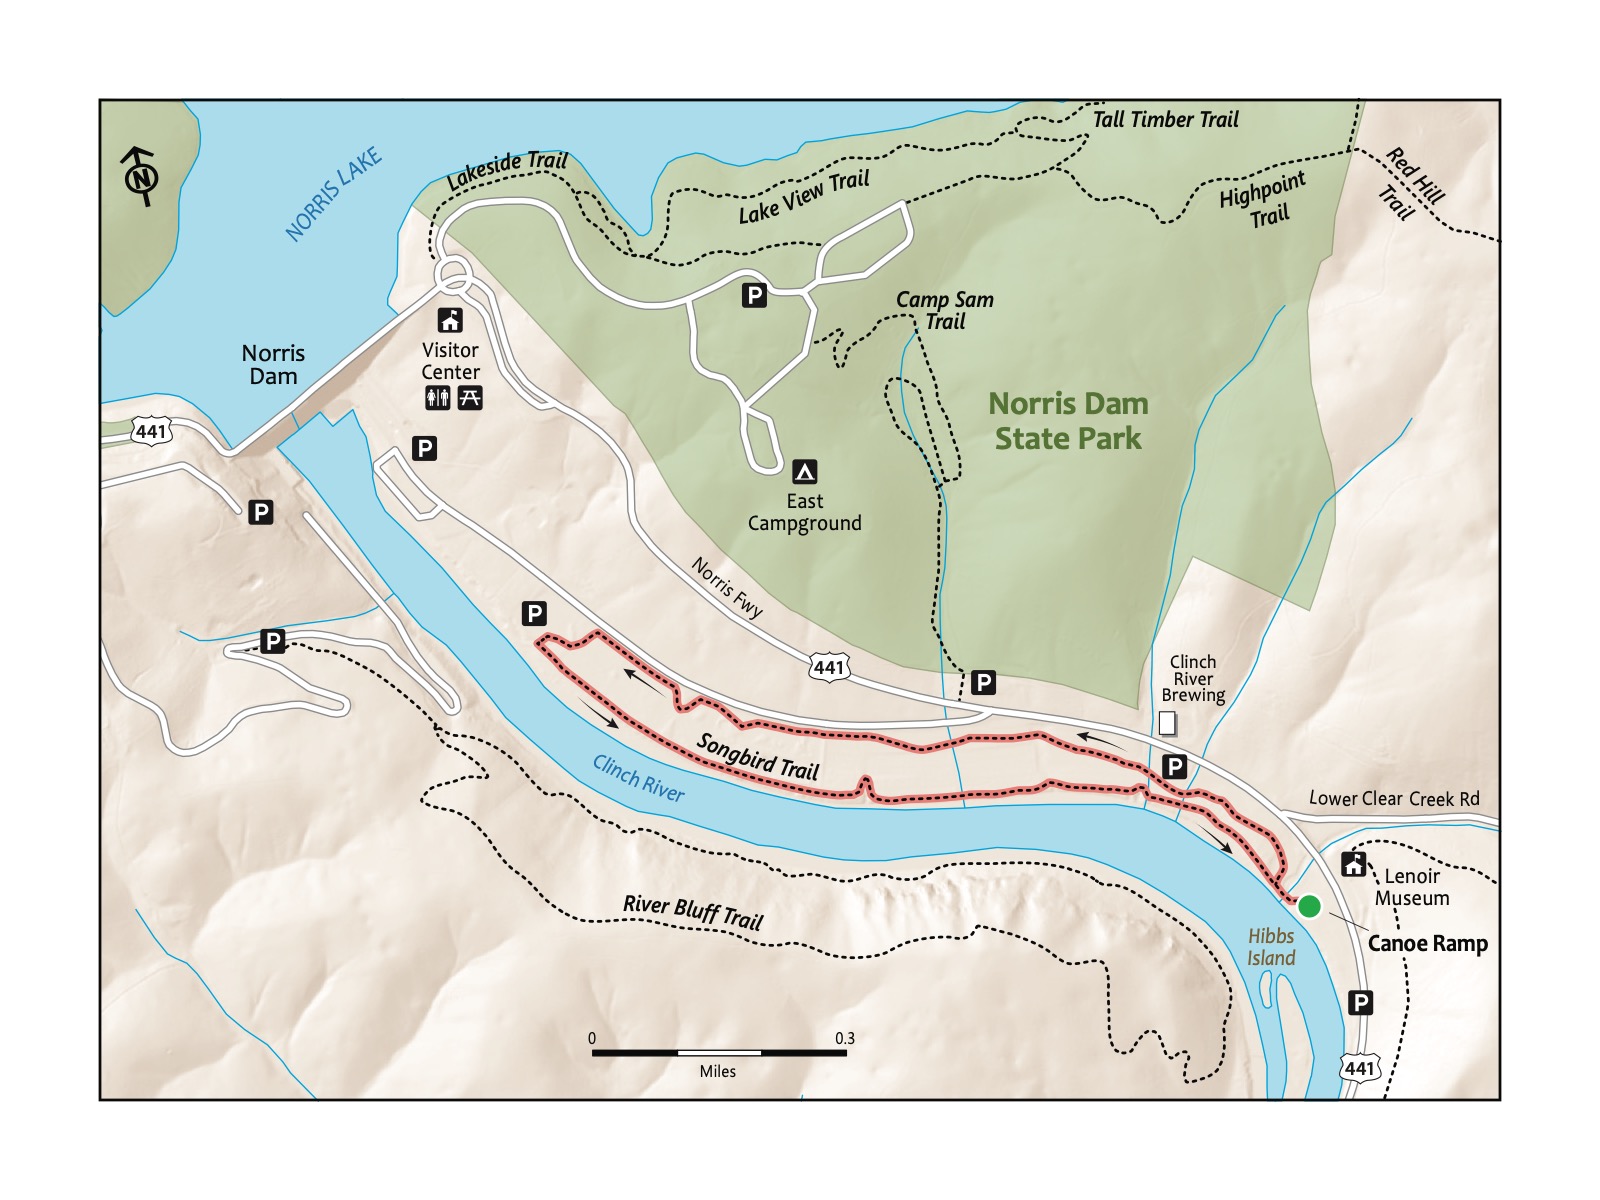 Tall Timber Trail
Lakeside Trail
Red Hill
Trail
N
NORRIS LAKE
Lake View Trail
Highpoint
Trail
P
Camp Sam
Trail
Norris
Dam
Visitor
Center
Norris Dam
State Park
441
P
East
Campground
P
Norris Fwy
P
P
441
Clinch
River
Brewing
P
Songbird Trail
P
Clinch River
Lower Clear Creek Rd
Lenoir
Museum
River Bluff Trail
Hibbs
Island
Canoe Ramp
P
0 0.3
Miles
441